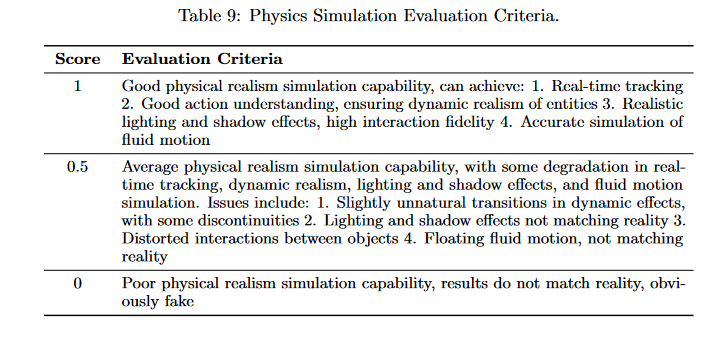 Table 9: Physics Simulation Evaluation Criteria.
Score Evaluation Criteria
1 Good physical realism simulation capability, can achieve: 1. Real-time tracking
2. Good action understanding, ensuring dynamic realism of entities 3. Realistic
lighting and shadow effects, high interaction fidelity 4. Accurate simulation of
fluid motion
0.5 Average physical realism simulation capability, with some degradation in real-
time tracking, dynamic realism, lighting and shadow effects, and fluid motion
simulation. Issues include: 1. Slightly unnatural transitions in dynamic effects,
with some discontinuities 2. Lighting and shadow effects not matching reality 3.
Distorted interactions between objects 4. Floating fluid motion, not matching
reality
0 Poor physical realism simulation capability, results do not match reality, obvi-
ously fake